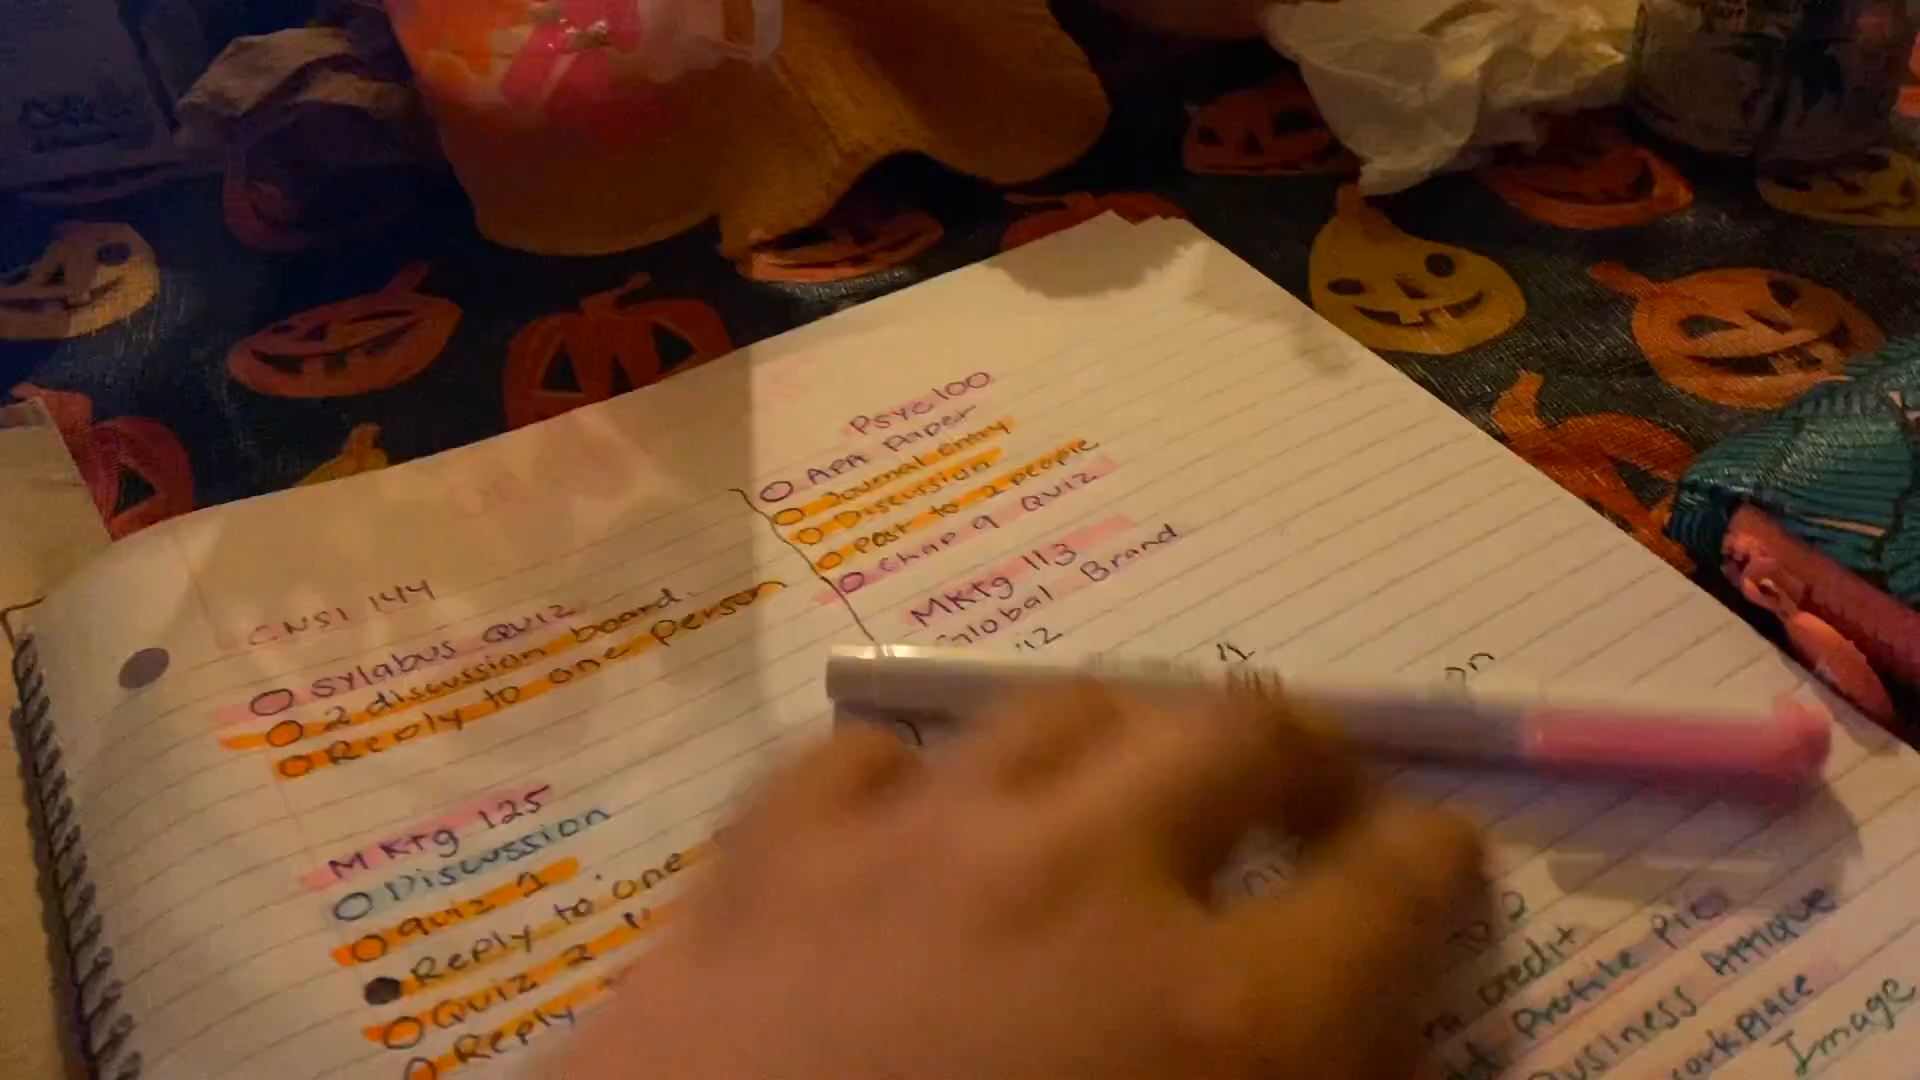 CNSI 144
Sylabus Quiz
2 discussion board
Reply to one person
MKtg 125
Discussion
quiz 1
Reply to one
Quiz 2
Reply
Psyc100
APA Paper
Journal entry
Discussion
Post to 2 people
Chap 9 Quiz
MKtg 113
Global Brand
credit
Profile pic
Business Attique
Image